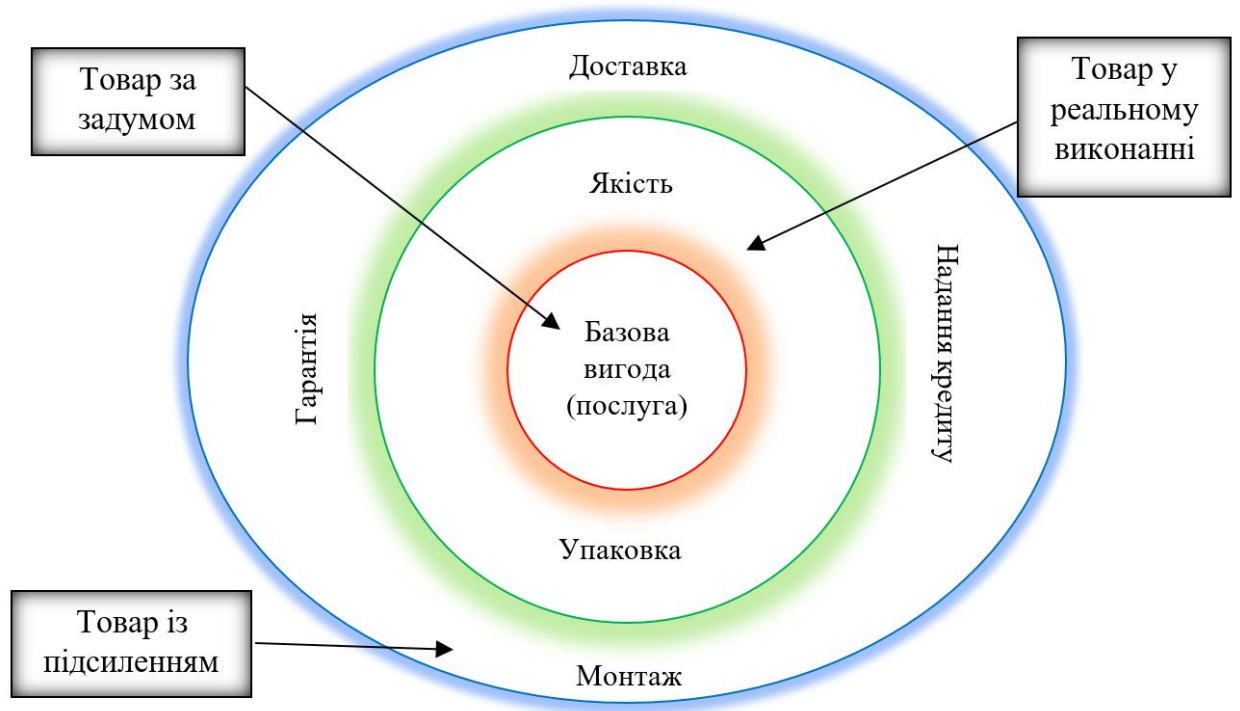 Товар за
задумом
Доставка
Товар у
реальному
виконанні
Якість
Гарантія
Базова
вигода
(послуга)
Надання кредиту
Упаковка
Товар із
підсиленням
Монтаж